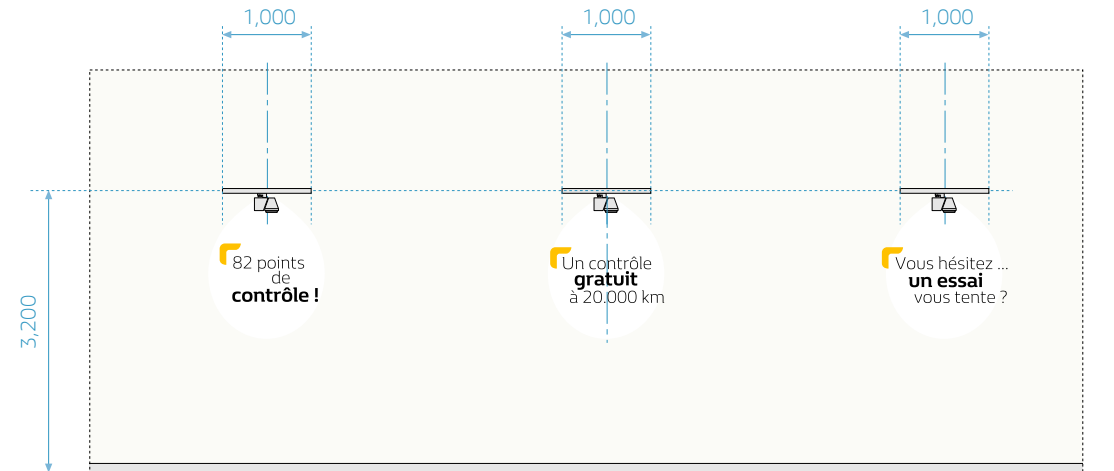 1,000
1,000
1,000
3,200
82 points
de
contrôle !
Un contrôle
gratuit
à 20.000 km
Vous hésitez ...
un essai
vous tente ?